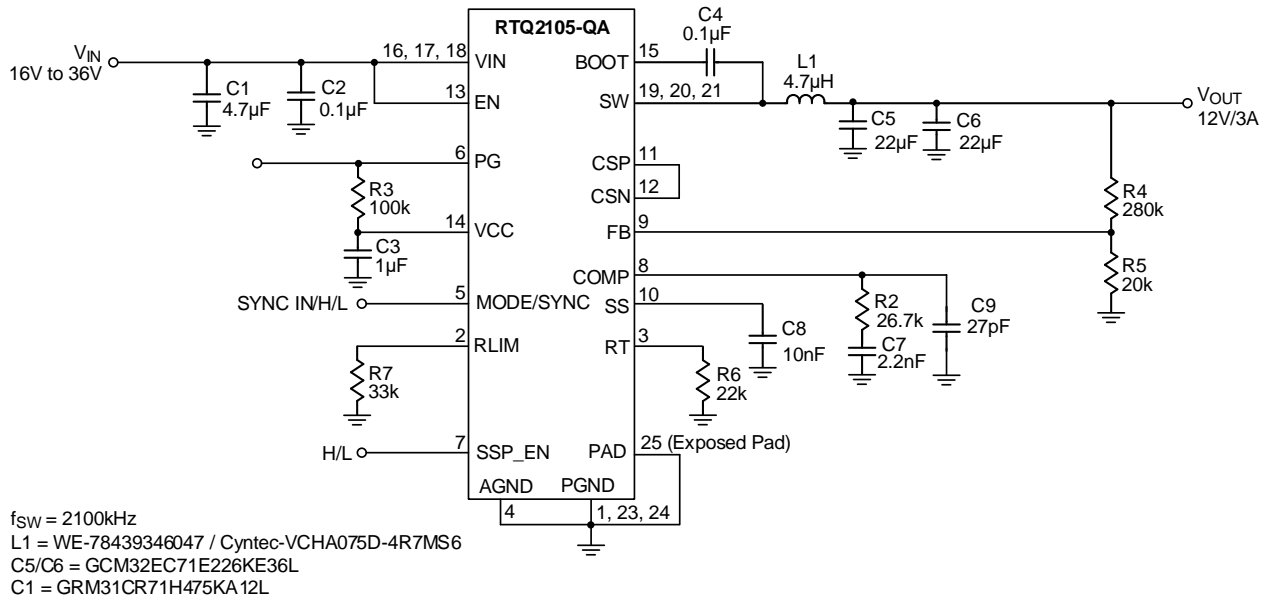 RTQ2105-QA
VIN
16V to 36V
C1
4.7µF
C2
0.1µF
16, 17, 18
VIN
13
EN
6
PG
R3
100k
14
VCC
C3
1µF
SYNC IN/H/L
5
MODE/SYNC
2
RLIM
R7
33k
H/L
7
SSP_EN
AGND
4
PGND
1, 23, 24
PAD
25 (Exposed Pad)
BOOT
15
C4
0.1µF
SW
19, 20, 21
L1
4.7µH
C5
22µF
C6
22µF
VOUT
12V/3A
CSP
11
CSN
12
FB
9
R4
280k
R5
20k
COMP
8
R2
26.7k
C7
2.2nF
C9
27pF
SS
10
C8
10nF
RT
3
R6
22k
fSW = 2100kHz
L1 = WE-78439346047 / Cyntec-VCHA075D-4R7MS6
C5/C6 = GCM32EC71E226KE36L
C1 = GRM31CR71H475KA12L